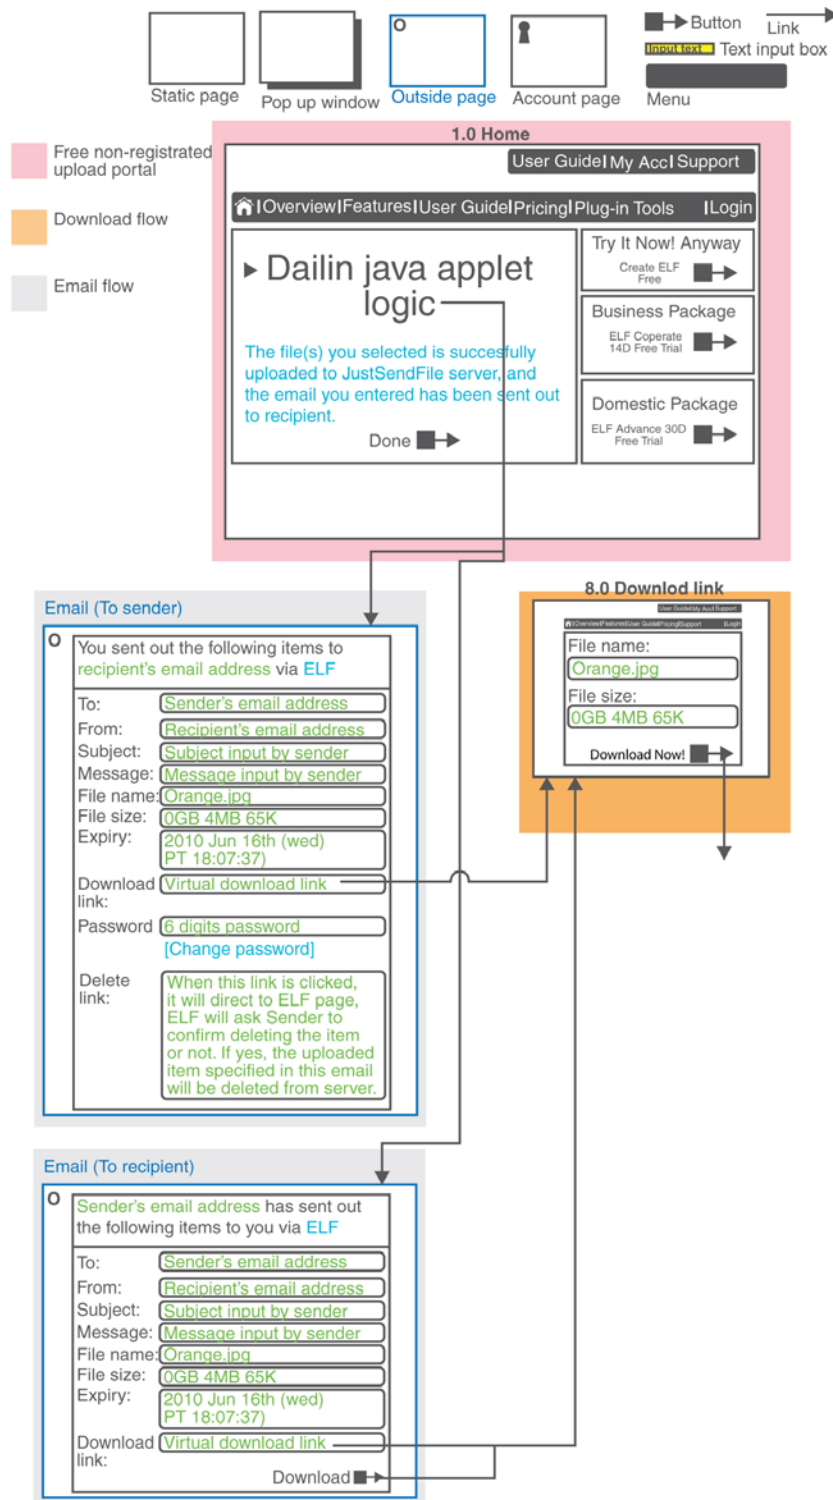 Static page
Pop up window
Outside page
Account page
Button
Link
Input text Text input box
Menu
Free non-registrated
upload portal
Download flow
Email flow
1.0 Home
User Guide|My Acc|Support
|Overview|Features|User Guide|Pricing|Plug-in Tools |Login
Dailin java applet
logic
The file(s) you selected is succesfully
uploaded to JustSendFile server, and
the email you entered has been sent out
to recipient.
Done
Try It Now! Anyway
Create ELF
Free
Business Package
ELF Coperate
14D Free Trial
Domestic Package
ELF Advance 30D
Free Trial
Email (To sender)
O
You sent out the following items to
recipient's email address via ELF
To: Sender's email address
From: Recipient's email address
Subject: Subject input by sender
Message: Message input by sender
File name: Orange.jpg
File size: 0GB 4MB 65K
Expiry: 2010 Jun 16th (wed)
PT 18:07:37)
Download Virtual download link
link:
Password 6 digits password
[Change password]
Delete
link:
When this link is clicked,
it will direct to ELF page,
ELF will ask Sender to
confirm deleting the item
or not. If yes, the uploaded
item specified in this email
will be deleted from server.
8.0 Downlod link
User Guide|My Acc|Support
|Overview|Features|User Guide|Pricing|Support |Login
File name:
Orange.jpg
File size:
0GB 4MB 65K
Download Now!
Email (To recipient)
O
Sender's email address has sent out
the following items to you via ELF
To: Sender's email address
From: Recipient's email address
Subject: Subject input by sender
Message: Message input by sender
File name: Orange.jpg
File size: 0GB 4MB 65K
Expiry: 2010 Jun 16th (wed)
PT 18:07:37)
Download Virtual download link
link:
Download